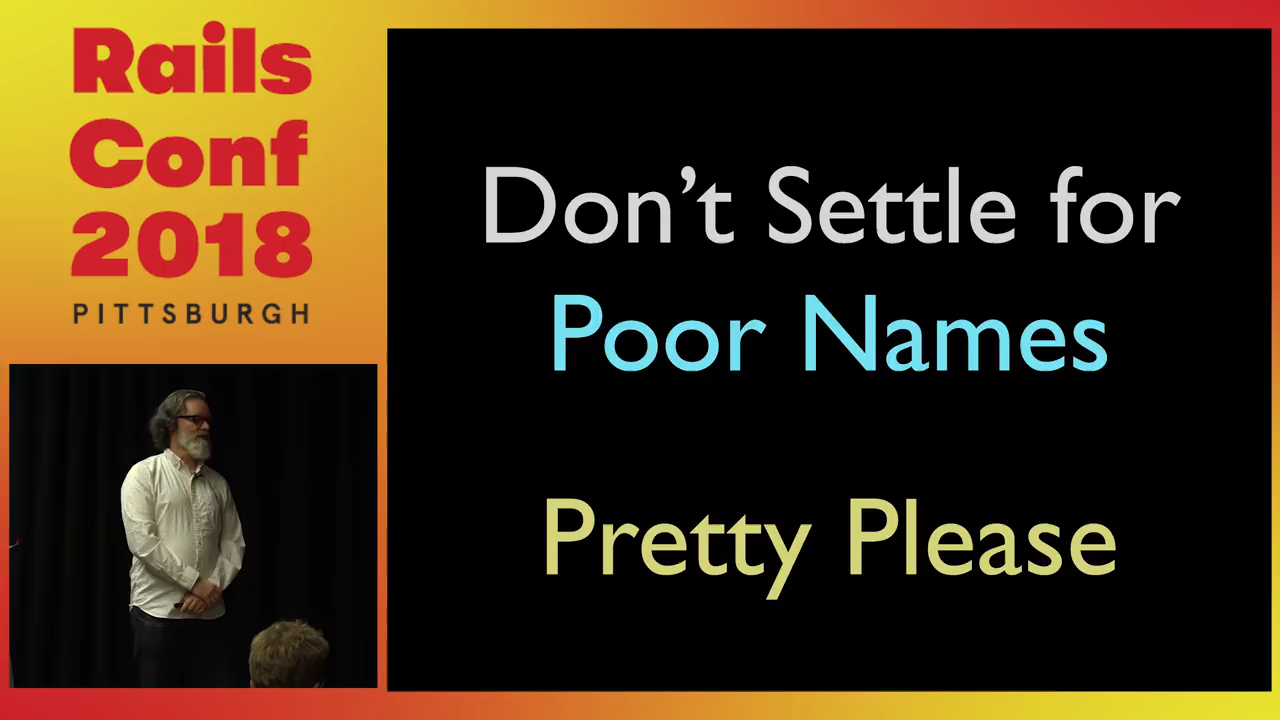 Rails
Conf
2018
PITTSBURGH
Don’t Settle for
Poor Names
Pretty Please